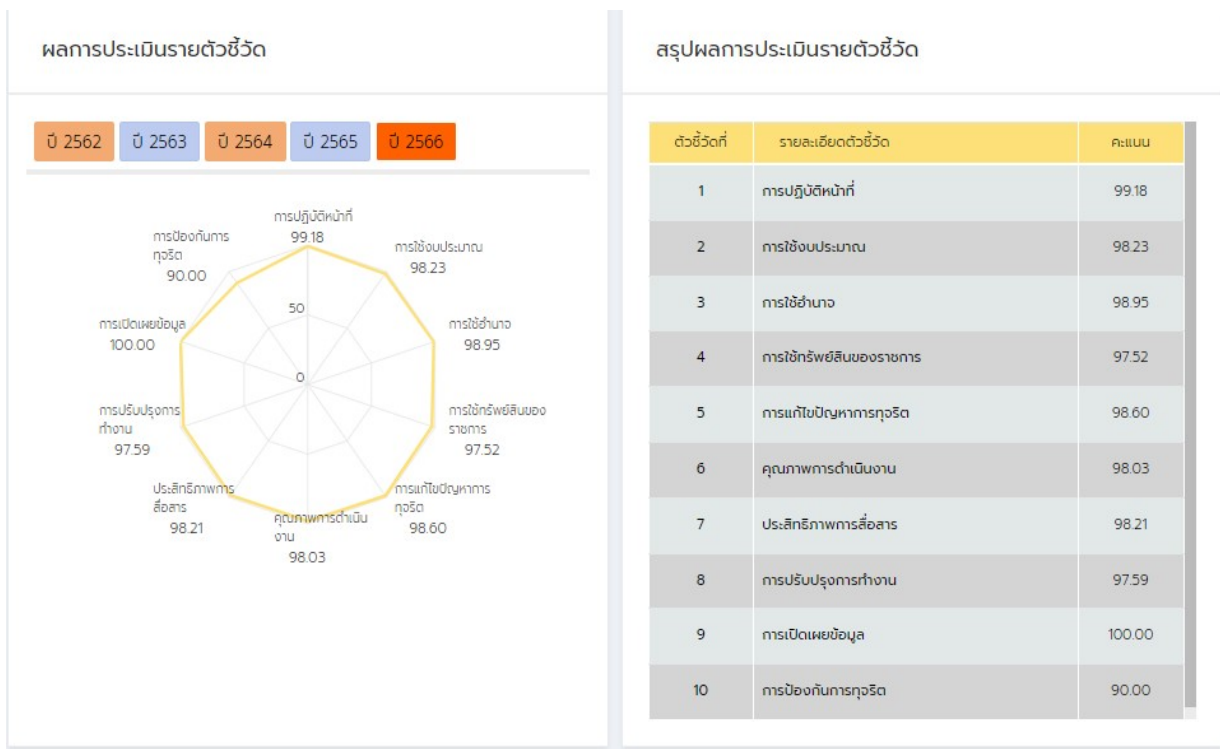 ผลการประเมินรายตัวชี้วัด
ปี 2562 ปี 2563 ปี 2564 ปี 2565 ปี 2566
การปฏิบัติหน้าที่
99.18
การใช้งบประมาณ
98.23
การใช้อำนาจ
98.95
การใช้ทรัพย์สินของ
ราชการ
97.52
การแก้ไขปัญหาการ
ทุจริต
98.60
คุณภาพการดำเนิน
งาน
98.03
ประสิทธิภาพการ
สื่อสาร
98.21
การปรับปรุงการ
ทำงาน
97.59
การเปิดเผยข้อมูล
100.00
การป้องกันการ
ทุจริต
90.00
50
0
สรุปผลการประเมินรายตัวชี้วัด
ตัวชี้วัดที่ รายละเอียดตัวชี้วัด คะแนน
1 การปฏิบัติหน้าที่ 99.18
2 การใช้งบประมาณ 98.23
3 การใช้อำนาจ 98.95
4 การใช้ทรัพย์สินของราชการ 97.52
5 การแก้ไขปัญหาการทุจริต 98.60
6 คุณภาพการดำเนินงาน 98.03
7 ประสิทธิภาพการสื่อสาร 98.21
8 การปรับปรุงการทำงาน 97.59
9 การเปิดเผยข้อมูล 100.00
10 การป้องกันการทุจริต 90.00